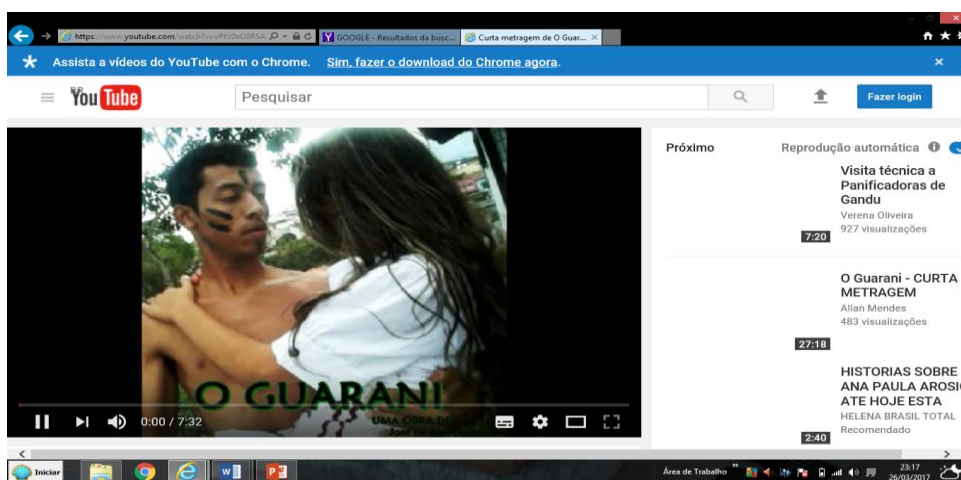 https://www.youtube.com/watch?v=vPtV0eO8RSA
GOOGLE - Resultados da busc...
Curta metragem de O Guar...
Assista a vídeos do YouTube com o Chrome. Sim, fazer o download do Chrome agora.
BR
YouTube
Pesquisar
Fazer login
Próximo
Reprodução automática
Visita técnica a
Panificadoras de
Gandu
Verena Oliveira
927 visualizações
7:20
O Guarani - CURTA
METRAGEM
Allan Mendes
483 visualizações
27:18
HISTORIAS SOBRE
ANA PAULA AROSI
ATE HOJE ESTA
HELENA BRASIL TOTAL
Recomendado
2:40
O GUARANI
UMA OBRA DE
0:00 / 7:32
Iniciar
Área de Trabalho
23:17
26/03/2017